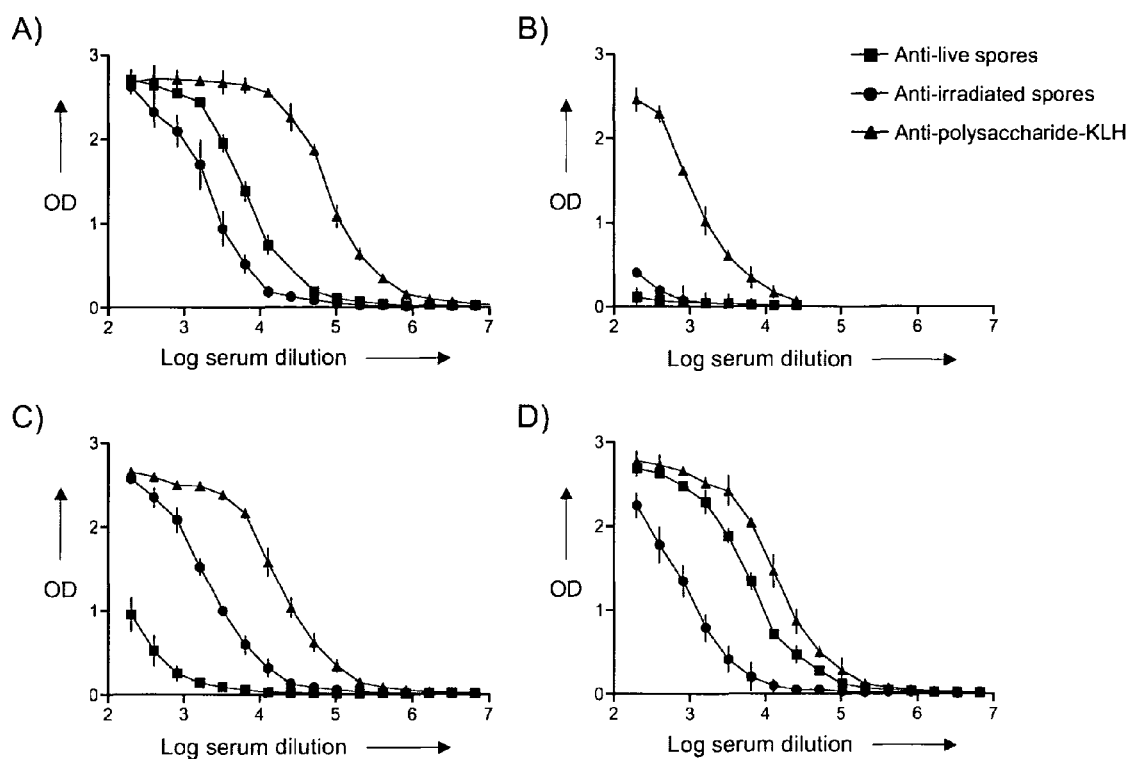 A)
3
2
1
0
OD
2 3 4 5 6 7
Log serum dilution
B)
3
2
1
0
OD
2 3 4 5 6 7
Log serum dilution
Anti-live spores
Anti-irradiated spores
Anti-polysaccharide-KLH
C)
3
2
1
0
OD
2 3 4 5 6 7
Log serum dilution
D)
3
2
1
0
OD
2 3 4 5 6 7
Log serum dilution